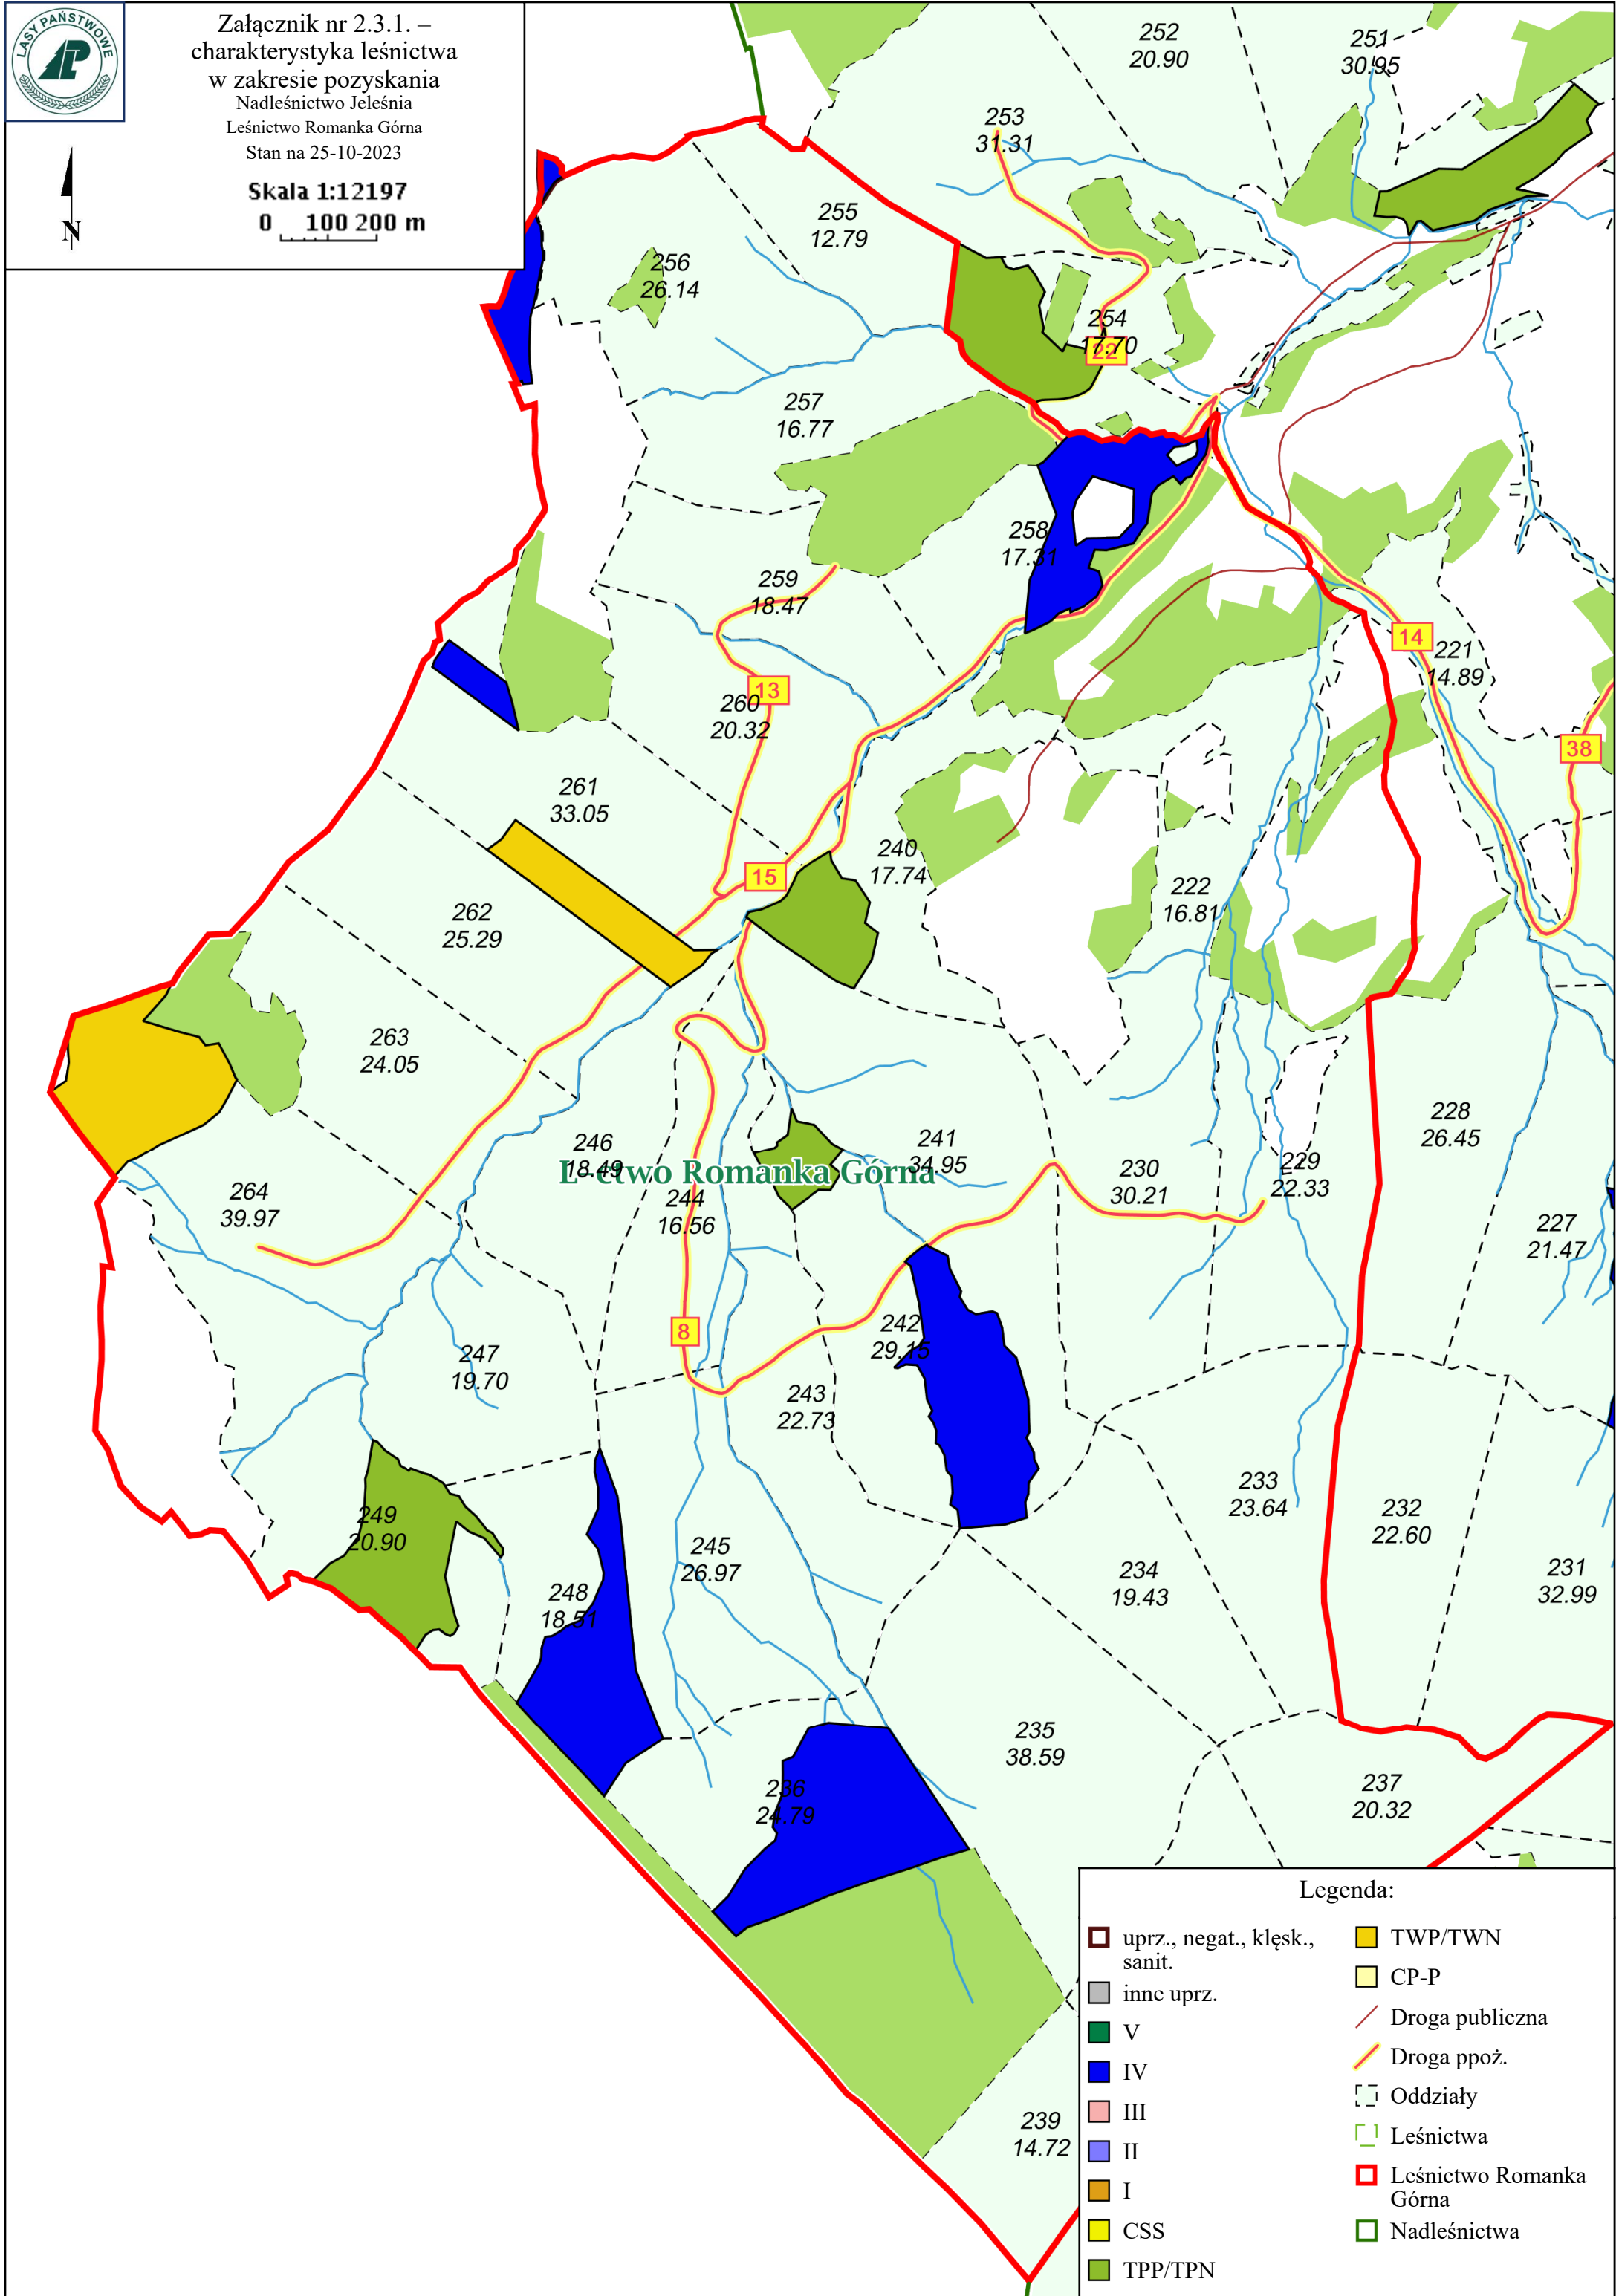 LASY PAŃSTWOWE
Załącznik nr 2.3.1. –
charakterystyka leśnictwa
w zakresie pozyskania
Nadleśnictwo Jeleśnia
Leśnictwo Romanka Górna
Stan na 25-10-2023
Skala 1:12197
0 100 200 m
N
252
20.90
251
30.95
253
31.31
255
12.79
256
26.14
254
17.70
22
257
16.77
258
17.31
259
18.47
14
221
14.89
13
260
20.32
38
261
33.05
240
17.74
15
222
16.81
262
25.29
263
24.05
228
26.45
246
18.49
241
34.95
230
30.21
229
22.33
Górna
Romanka
264
39.97
244
16.56
227
21.47
8
242
29.15
247
19.70
243
22.73
233
23.64
232
22.60
249
20.90
245
26.97
234
19.43
231
32.99
248
18.51
235
38.59
236
24.79
237
20.32
239
14.72
Legenda:
uprz., negat., klęsk.,
sanit.
inne uprz.
V
IV
III
II
I
CSS
TPP/TPN
TWP/TWN
CP-P
Droga publiczna
Droga ppoż.
Oddziały
Leśnictwa
Leśnictwo Romanka
Górna
Nadleśnictwa